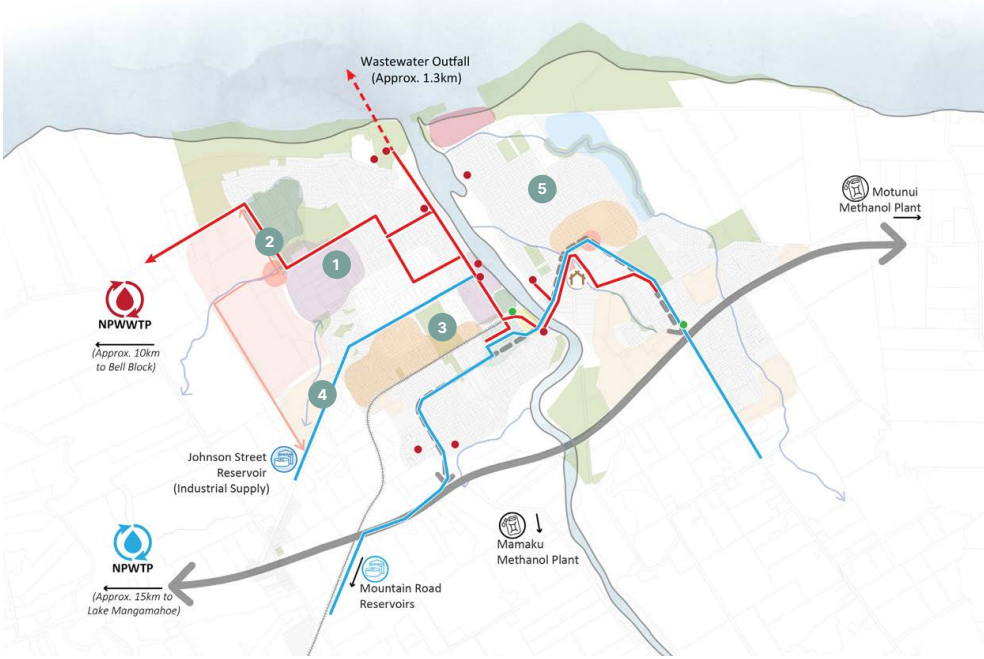 Wastewater Outfall
(Approx. 1.3km)
5
Motunui
Methanol Plant
2
1
NPWWTP
(Approx. 10km
to Bell Block)
3
4
Johnson Street
Reservoir
(Industrial Supply)
NPWTP
(Approx. 15km to
Lake Mangamahoe)
Mamaku
Methanol Plant
Mountain Road
Reservoirs